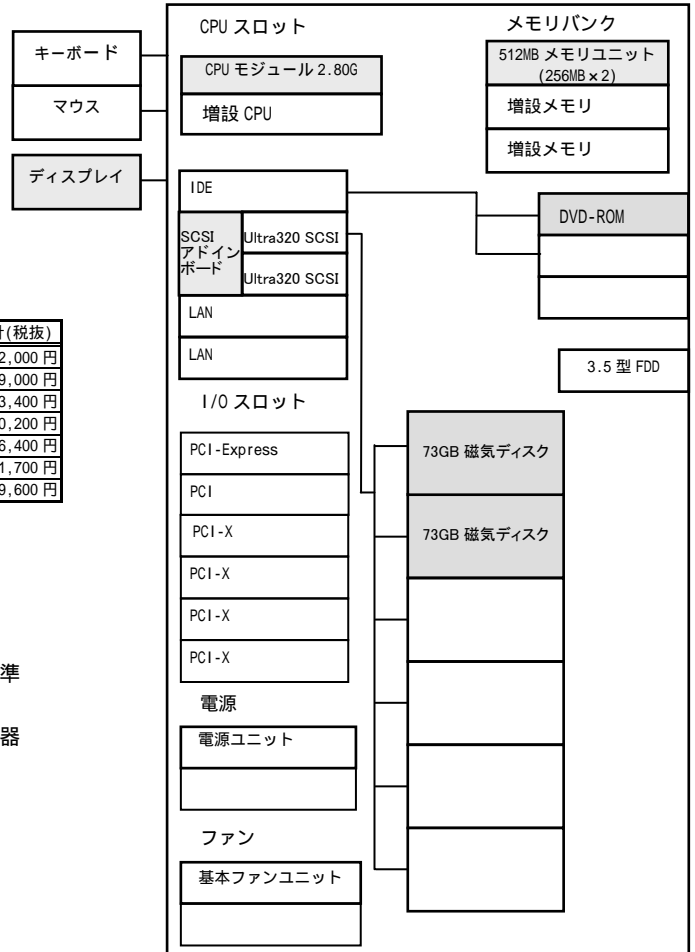 CPU スロット
メモリバンク
キーボード
マウス
ディスプレイ
CPU モジュール 2.80G
増設 CPU
512MB メモリユニット
(256MB×2)
増設メモリ
増設メモリ
IDE
SCSI
アドイン
ボード
Ultra320 SCSI
Ultra320 SCSI
LAN
LAN
DVD-ROM
3.5 型 FDD
計(税抜)
2,000 円
9,000 円
3,400 円
0,200 円
6,400 円
1,700 円
9,600 円
I/O スロット
PCI-Express
PCI
PCI-X
PCI-X
PCI-X
PCI-X
73GB 磁気ディスク
73GB 磁気ディスク
準
器
電源
電源ユニット
ファン
基本ファンユニット